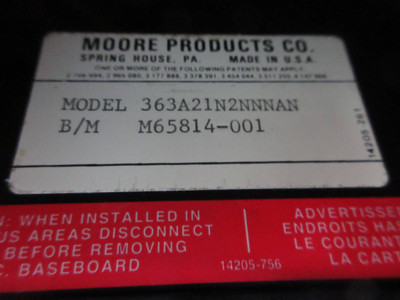 MOORE PRODUCTS CO.
SPRING HOUSE, PA. MADE IN U.S.A.
ONE OR MORE OF THE FOLLOWING PATENTS MAY APPLY.
MODEL 363A21N2NNNAN
B/M M65814-001
14205 261
: WHEN INSTALLED IN
US AREAS DISCONNECT
BEFORE REMOVING
C. BASEBOARD
14205-756
ADVERTISSE
ENDROITS HA
LE COURANT
LA CART